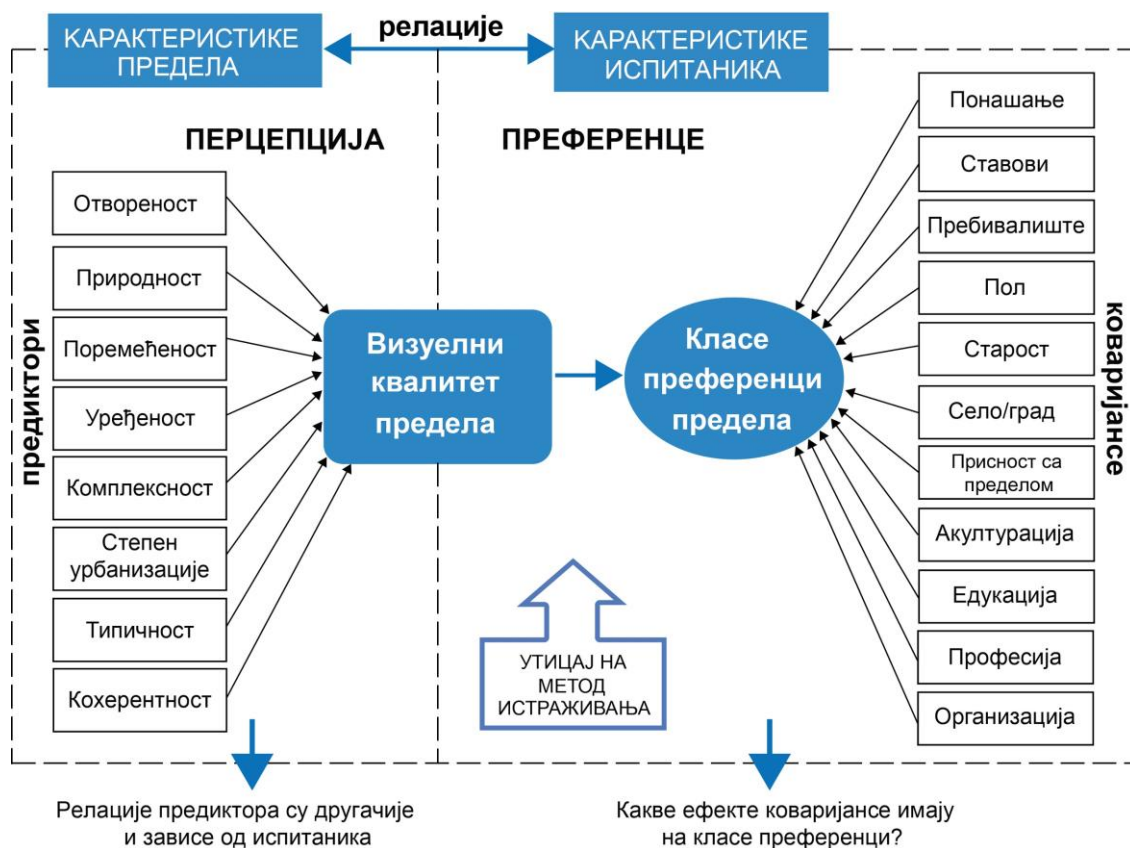 КАРАКТЕРИСТИКЕ
ПРЕДЕЛА
релације
КАРАКТЕРИСТИКЕ
ИСПИТАНИКА
ПЕРЦЕПЦИЈА
ПРЕФЕРЕНЦЕ
предиктори
Отвореност
Природност
Поремећеност
Уређеност
Комплексност
Степен
урбанизације
Типичност
Кохерентност
Визуелни
квалитет
предела
Класе
преференци
предела
УТИЦАЈ НА
МЕТОД
ИСТРАЖИВАЊА
Понашање
Ставови
Пребивалиште
Пол
Старост
Село/град
Присност са
пределом
Акултурација
Едукација
Професија
Организација
коваријансе
Релације предиктора су другачије
и зависе од испитаника
Какве ефекте коваријансе имају
на класе преференци?